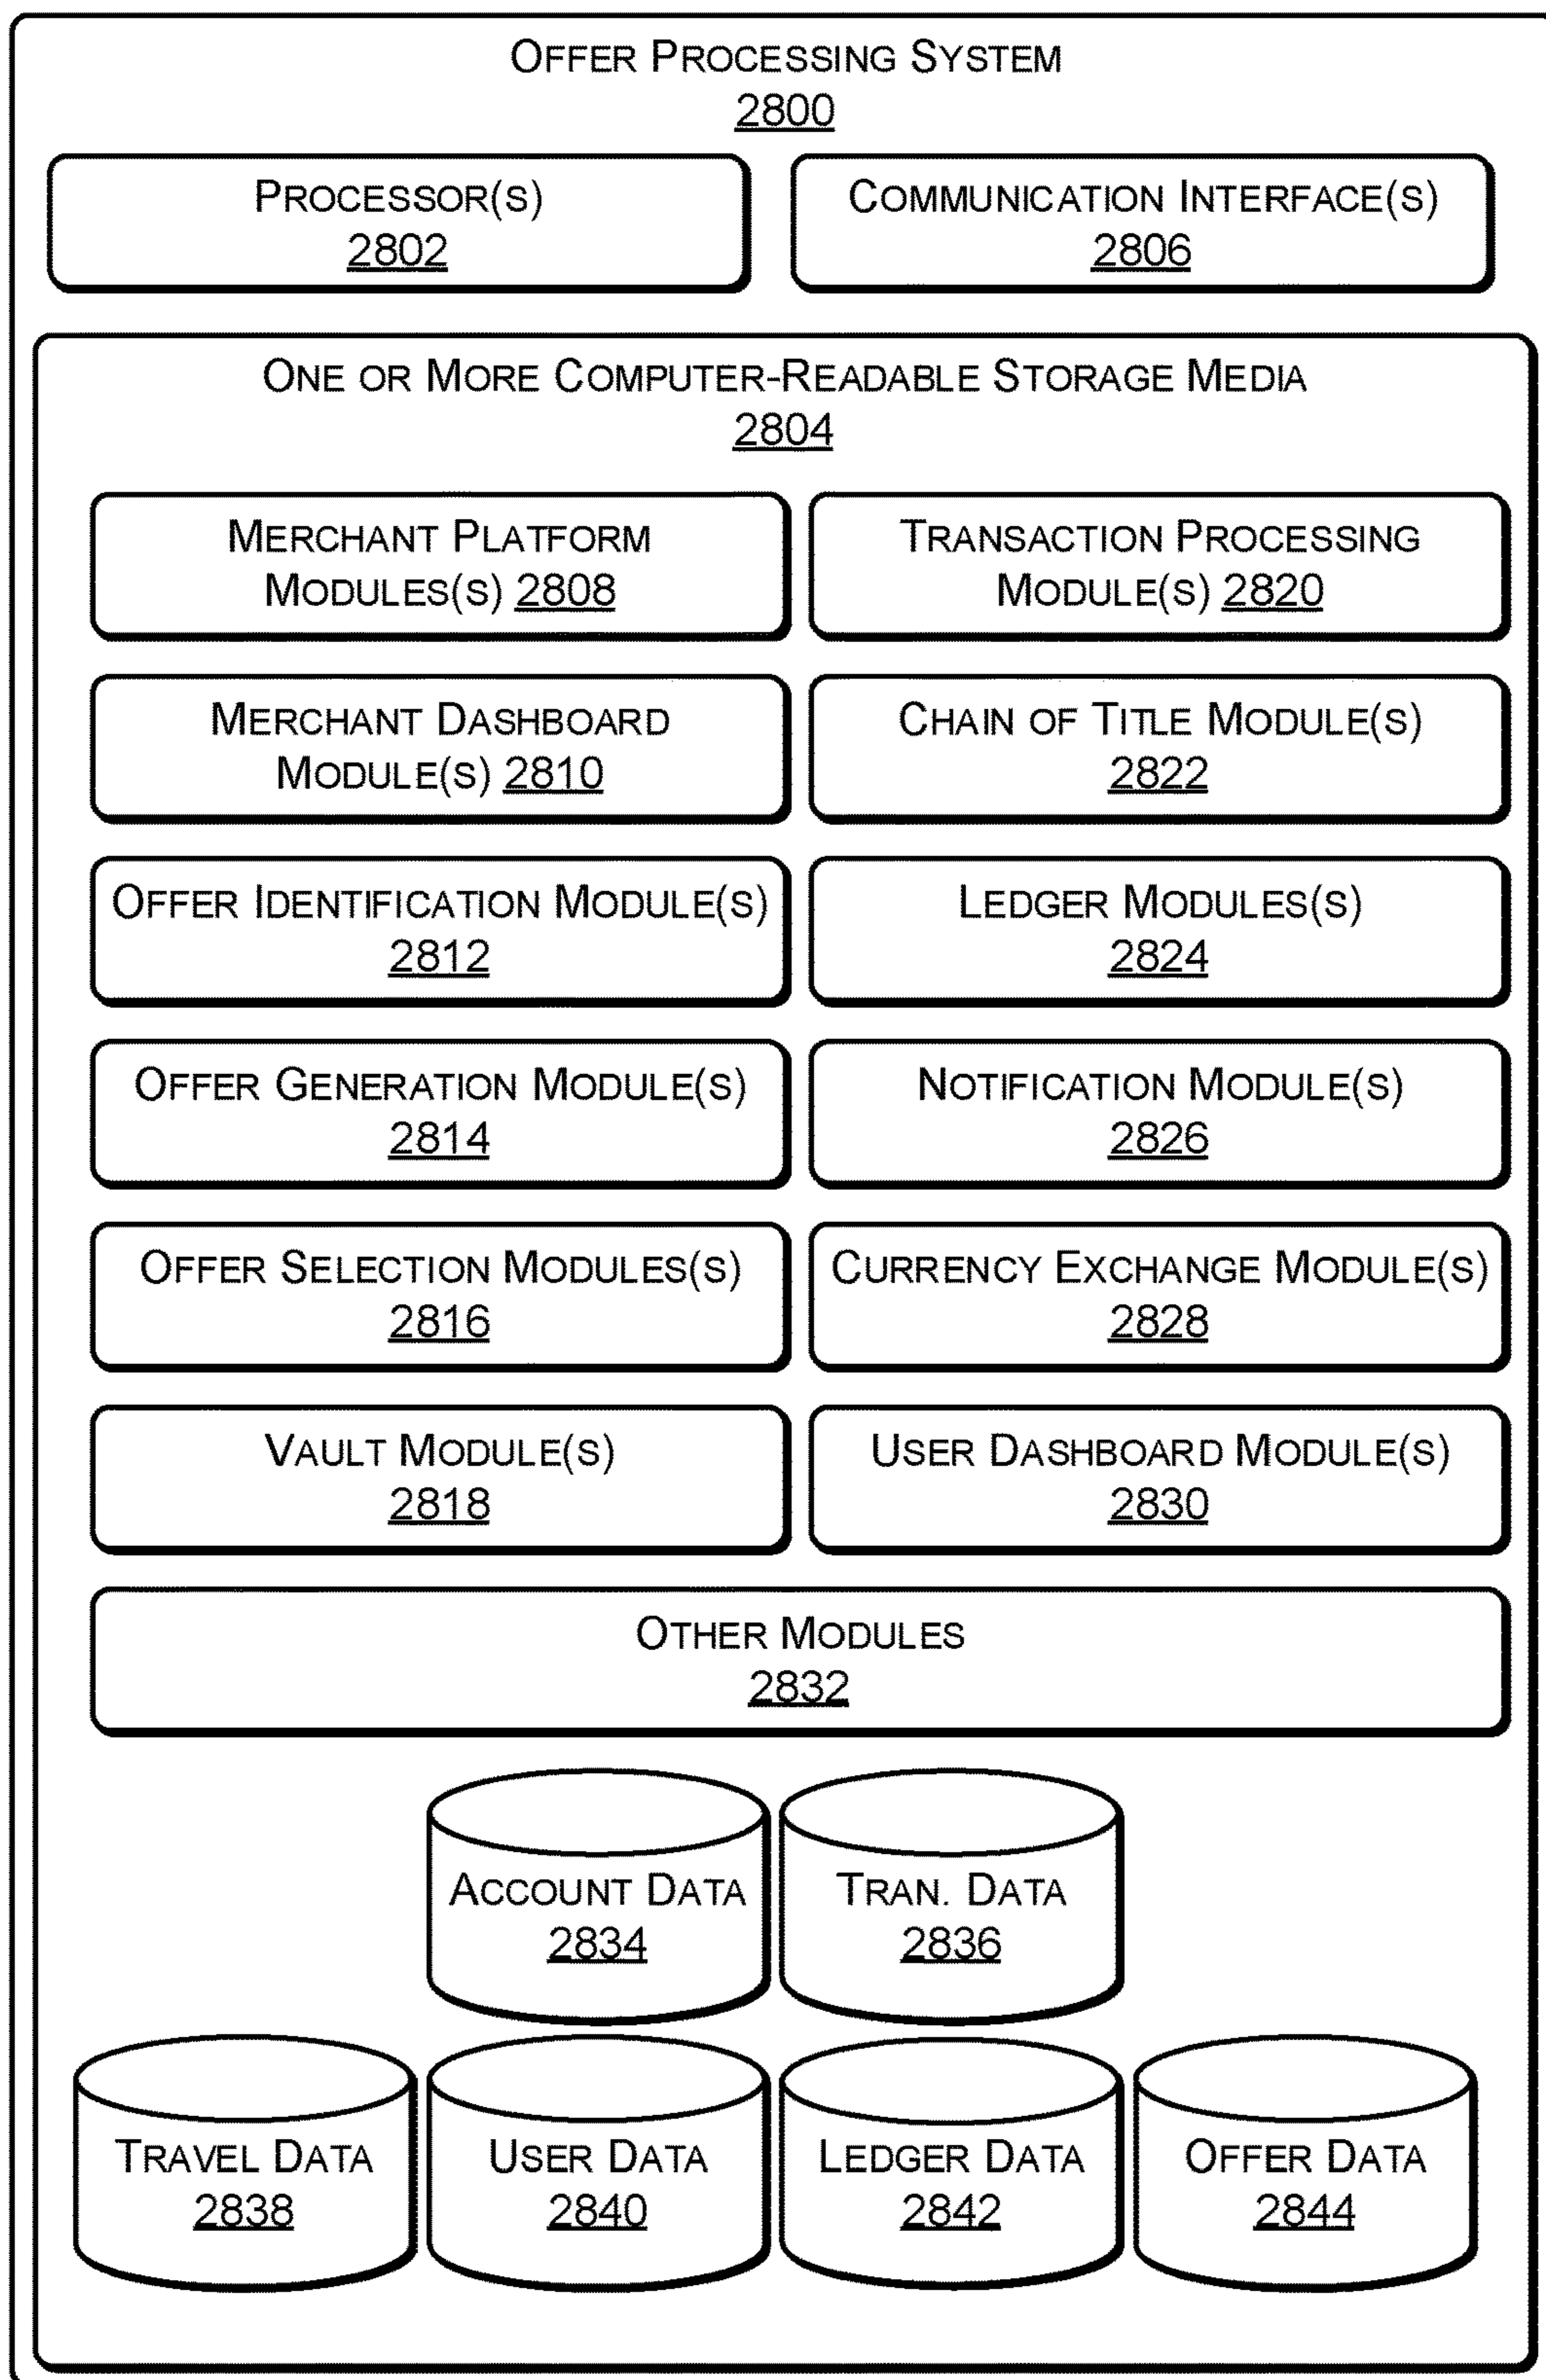 OFFER PROCESSING SYSTEM
2800
PROCESSOR(S)
2802
COMMUNICATION INTERFACE(S)
2806
ONE OR MORE COMPUTER-READABLE STORAGE MEDIA
2804
MERCHANT PLATFORM
MODULES(S) 2808
TRANSACTION PROCESSING
MODULE(S) 2820
MERCHANT DASHBOARD
MODULE(S) 2810
CHAIN OF TITLE MODULE(S)
2822
OFFER IDENTIFICATION MODULE(S)
2812
LEDGER MODULES(S)
2824
OFFER GENERATION MODULE(S)
2814
NOTIFICATION MODULE(S)
2826
OFFER SELECTION MODULES(S)
2816
CURRENCY EXCHANGE MODULE(S)
2828
VAULT MODULE(S)
2818
USER DASHBOARD MODULE(S)
2830
OTHER MODULES
2832
ACCOUNT DATA
2834
TRAN. DATA
2836
TRAVEL DATA
2838
USER DATA
2840
LEDGER DATA
2842
OFFER DATA
2844